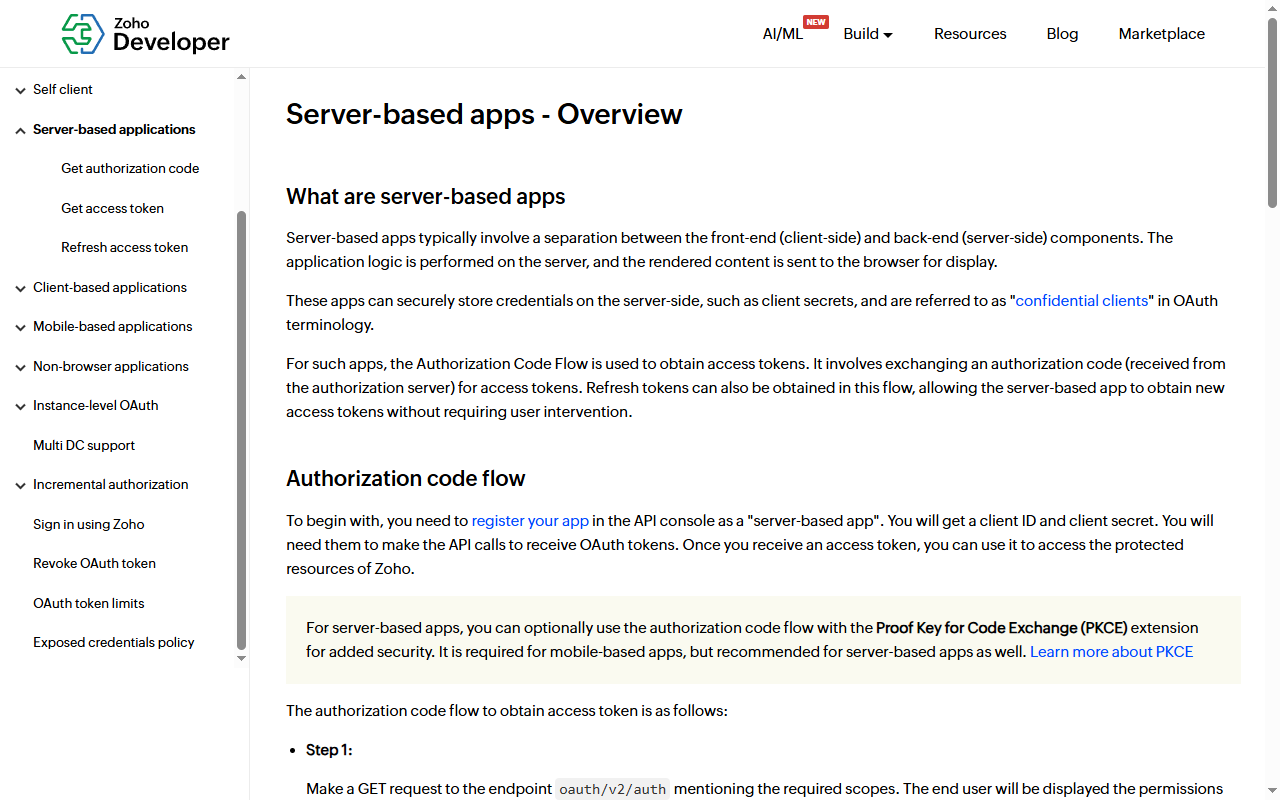 Zoho
Developer
AI/ML NEW Build Resources Blog Marketplace
Self client
Server-based applications
Get authorization code
Get access token
Refresh access token
Client-based applications
Mobile-based applications
Non-browser applications
Instance-level OAuth
Multi DC support
Incremental authorization
Sign in using Zoho
Revoke OAuth token
OAuth token limits
Exposed credentials policy
Server-based apps - Overview
What are server-based apps
Server-based apps typically involve a separation between the front-end (client-side) and back-end (server-side) components. The
application logic is performed on the server, and the rendered content is sent to the browser for display.
These apps can securely store credentials on the server-side, such as client secrets, and are referred to as "confidential clients" in OAuth
terminology.
For such apps, the Authorization Code Flow is used to obtain access tokens. It involves exchanging an authorization code (received from
the authorization server) for access tokens. Refresh tokens can also be obtained in this flow, allowing the server-based app to obtain new
access tokens without requiring user intervention.
Authorization code flow
To begin with, you need to register your app in the API console as a "server-based app". You will get a client ID and client secret. You will
need them to make the API calls to receive OAuth tokens. Once you receive an access token, you can use it to access the protected
resources of Zoho.
For server-based apps, you can optionally use the authorization code flow with the Proof Key for Code Exchange (PKCE) extension
for added security. It is required for mobile-based apps, but recommended for server-based apps as well. Learn more about PKCE
The authorization code flow to obtain access token is as follows:
• Step 1:
Make a GET request to the endpoint oauth/v2/auth mentioning the required scopes. The end user will be displayed the permissions